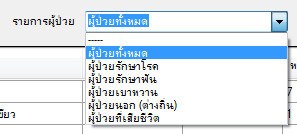 รายการผู้ป่วย ผู้ป่วยทั้งหมด
-----
ผู้ป่วยทั้งหมด
ผู้ป่วยรักษาโรค
ผู้ป่วยรักษาฟัน
ผู้ป่วยเบาหวาน
ผู้ป่วยนอก (ต่างถิ่น)
ผู้ป่วยที่เสียชีวิต